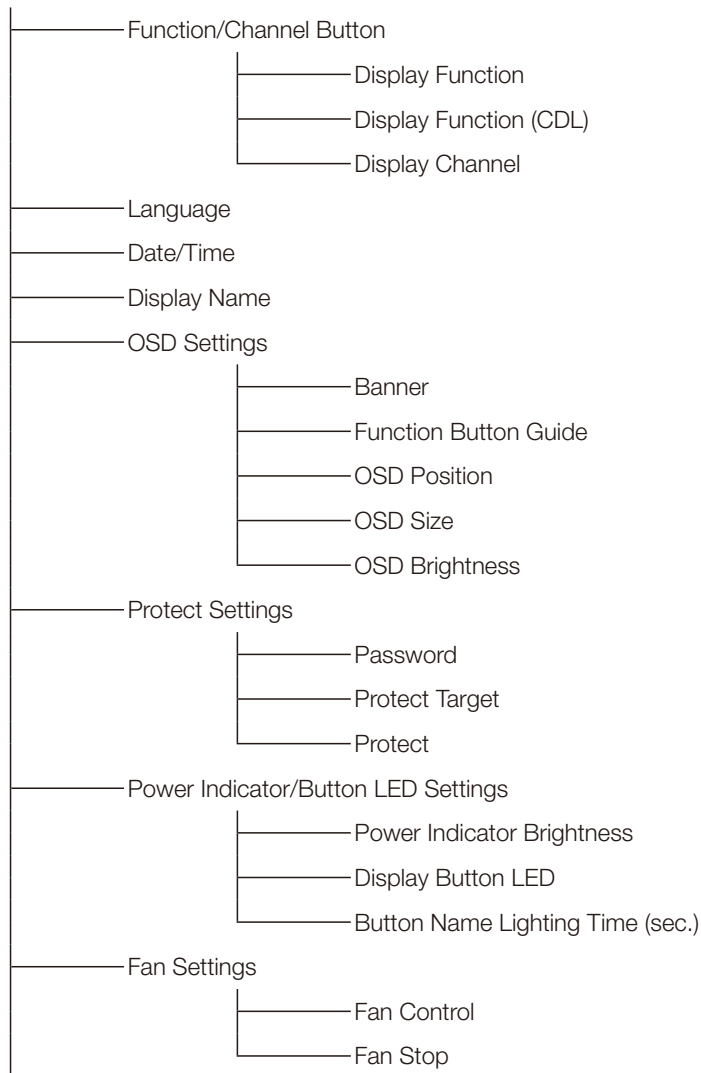 Function/Channel Button
Display Function
Display Function (CDL)
Display Channel
Language
Date/Time
Display Name
OSD Settings
Banner
Function Button Guide
OSD Position
OSD Size
OSD Brightness
Protect Settings
Password
Protect Target
Protect
Power Indicator/Button LED Settings
Power Indicator Brightness
Display Button LED
Button Name Lighting Time (sec.)
Fan Settings
Fan Control
Fan Stop